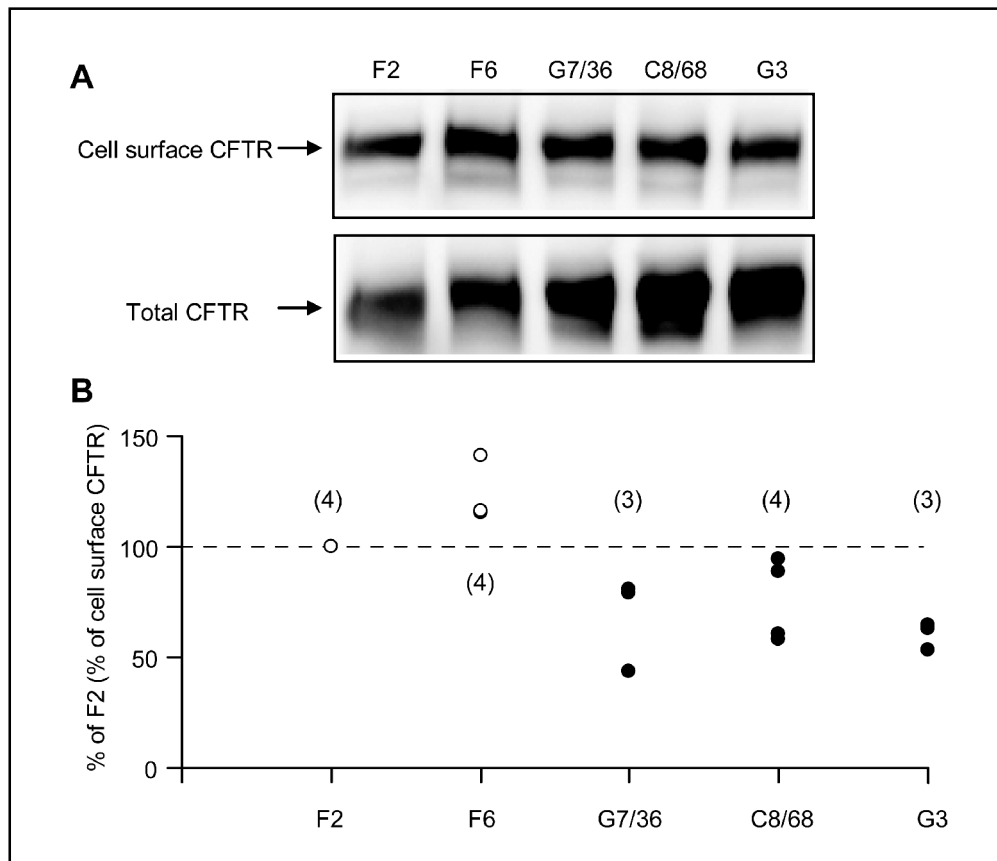 A
F2 F6 G7/36 C8/68 G3
Cell surface CFTR
Total CFTR
B
% of F2 (% of cell surface CFTR)
150
(4) (3) (4) (3)
100
(4)
50
0
F2 F6 G7/36 C8/68 G3